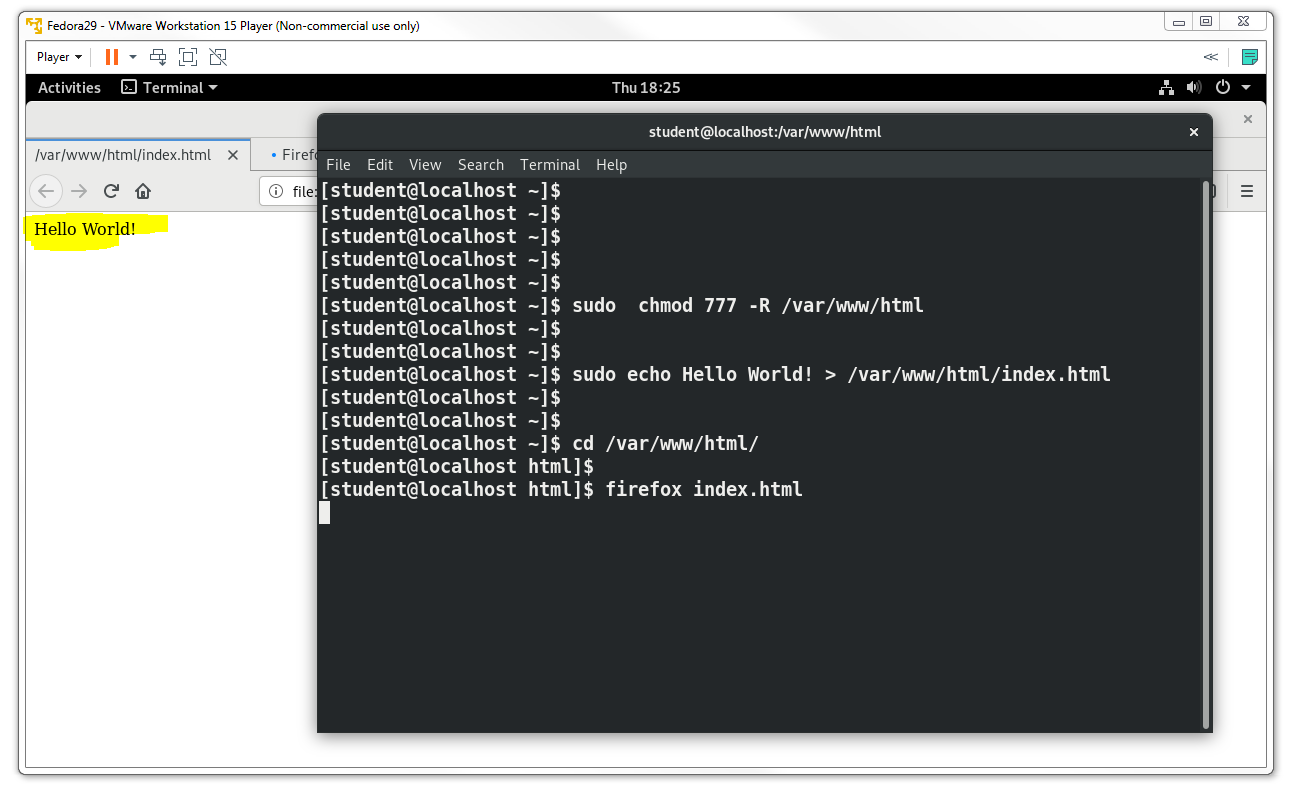 Fedora29 - VMware Workstation 15 Player (Non-commercial use only)
Player
Activities Terminal Thu 18:25
student@localhost:/var/www/html
/var/www/html/index.html
File Edit View Search Terminal Help
file:
Hello World!
[student@localhost ~]$
[student@localhost ~]$
[student@localhost ~]$
[student@localhost ~]$
[student@localhost ~]$
[student@localhost ~]$ sudo  chmod 777 -R /var/www/html
[student@localhost ~]$
[student@localhost ~]$
[student@localhost ~]$ sudo echo Hello World! > /var/www/html/index.html
[student@localhost ~]$
[student@localhost ~]$
[student@localhost ~]$ cd /var/www/html/
[student@localhost html]$
[student@localhost html]$ firefox index.html